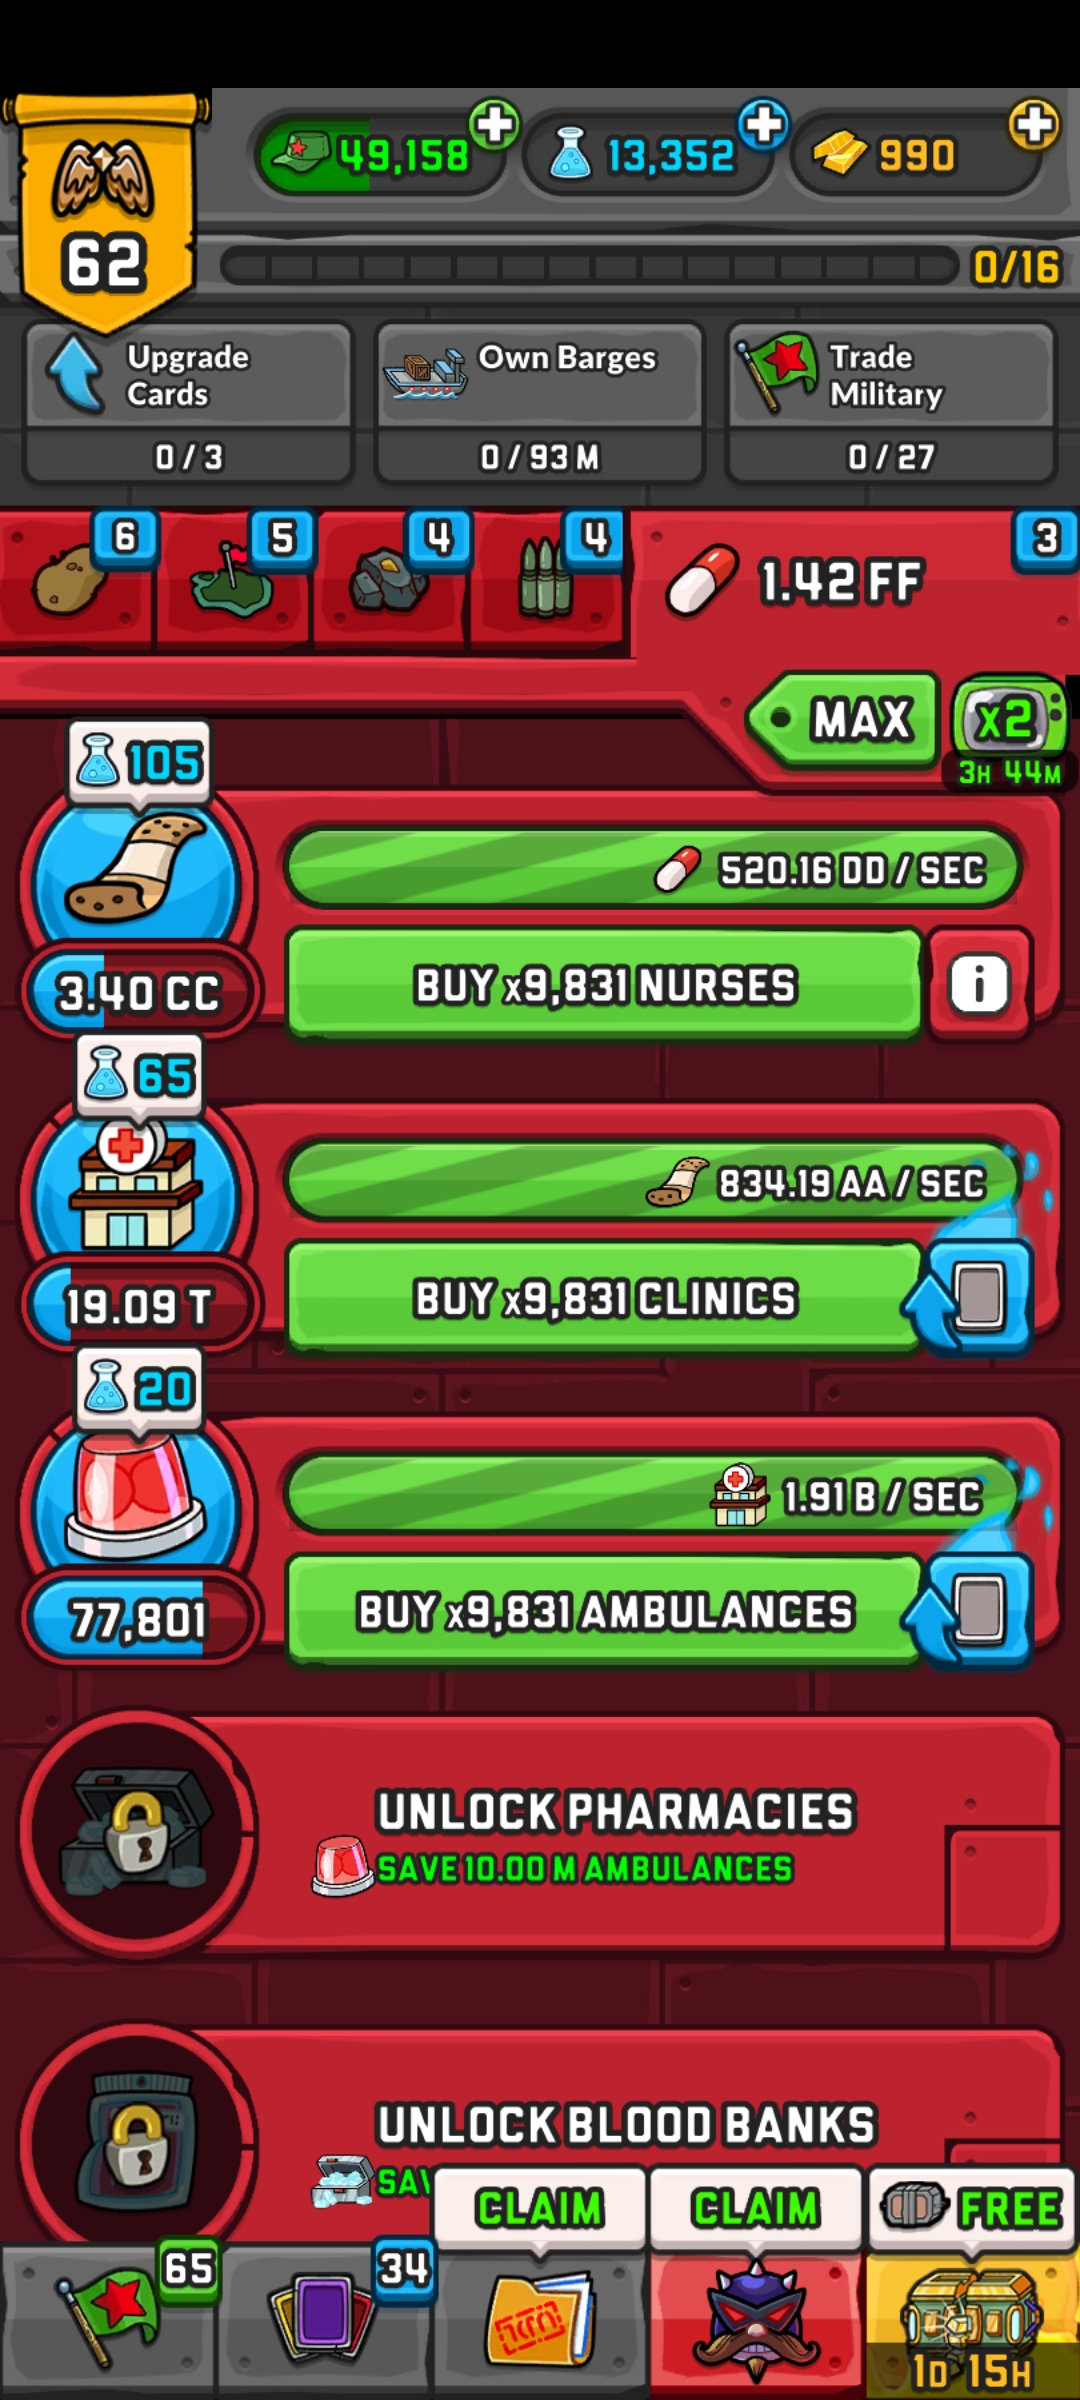 49,158
13,352
990
62
0/16
Upgrade
Cards
0 / 3
Own Barges
0 / 93 M
Trade
Military
0 / 27
6
5
4
4
3
1.42 FF
MAX
x2
3H 44M
105
520.16 DD / SEC
3.40 CC
BUY x9,831 NURSES
i
65
834.19 AA / SEC
19.09 T
BUY x9,831 CLINICS
20
1.91 B / SEC
77,801
BUY x9,831 AMBULANCES
UNLOCK PHARMACIES
SAVE 10.00 M AMBULANCES
UNLOCK BLOOD BANKS
CLAIM
CLAIM
FREE
65
34
1D 15H